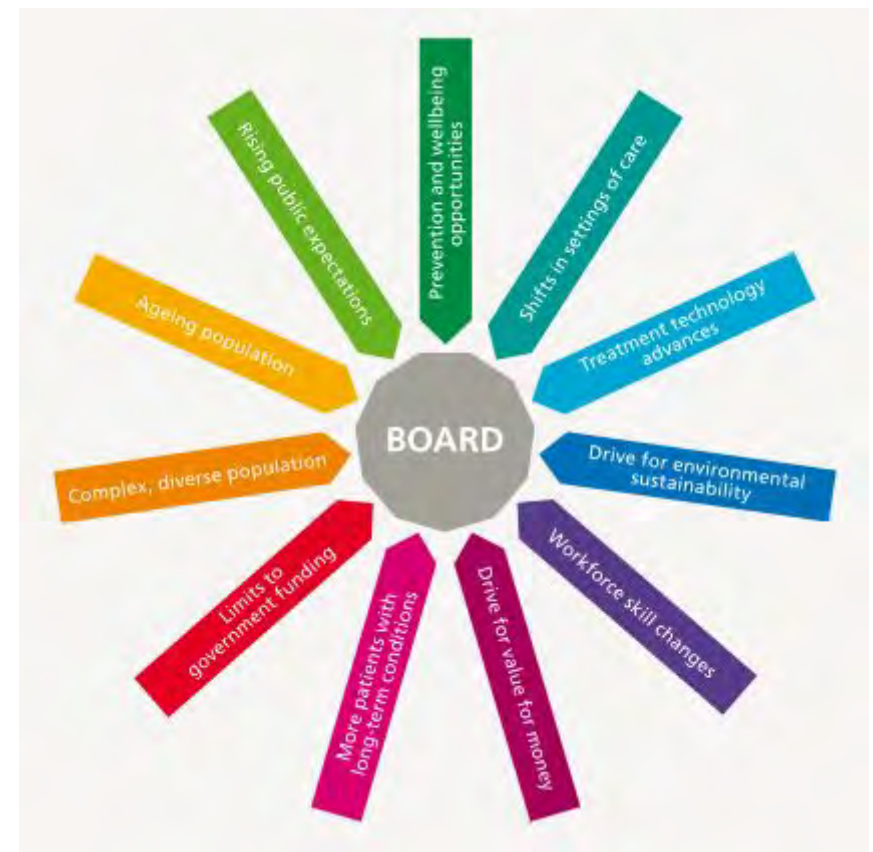 Prevention and wellbeing
opportunities
Shifts in settings of care
Treatment technology
advances
Drive for environmental
sustainability
Workforce skill changes
Drive for value for money
More patients with
long-term conditions
Limits to
government funding
Complex, diverse population
Ageing population
Rising public expectations
BOARD